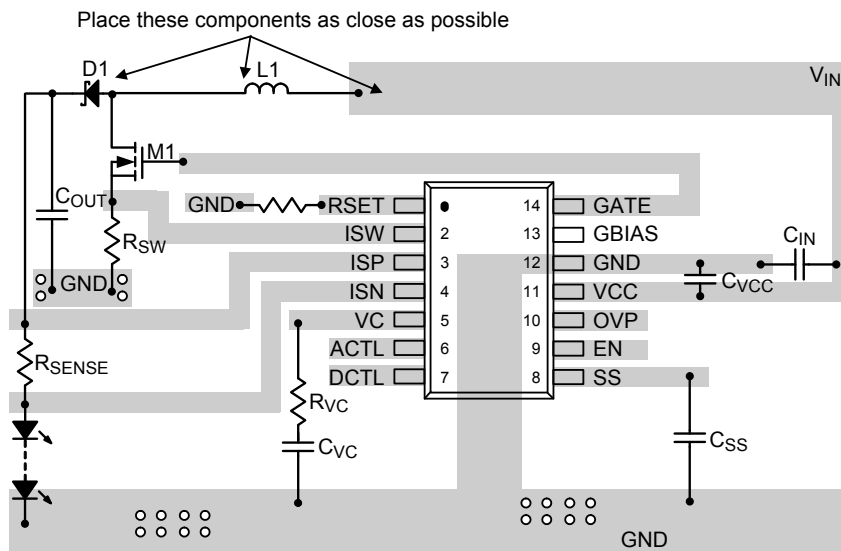 Place these components as close as possible
D1
L1
VIN
M1
COUT
GND
RSET
14
GATE
RSW
ISW
2
13
GBIAS
CIN
ISP
3
12
GND
GND
CVCC
ISN
4
11
VCC
VC
5
10
OVP
RSENSE
ACTL
6
9
EN
DCTL
7
8
SS
RVC
CVC
CSS
GND